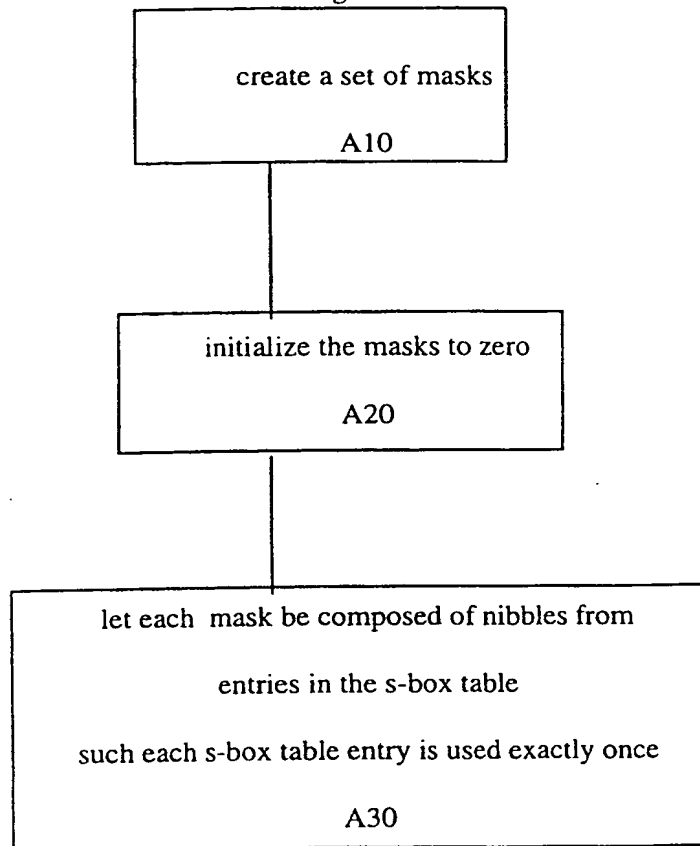 create a set of masks
A10
initialize the masks to zero
A20
let each mask be composed of nibbles from
entries in the s-box table
such each s-box table entry is used exactly once
A30